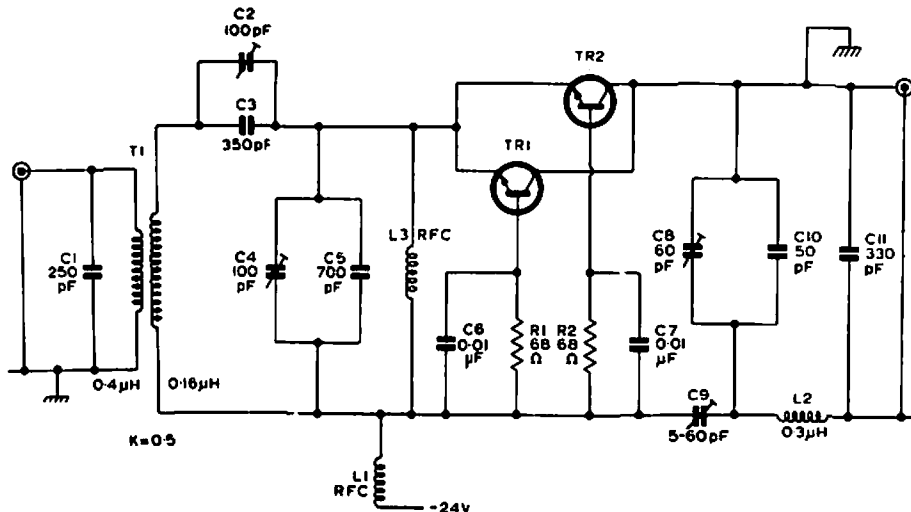 C2
100pF
C3
350pF
T1
C1
250
pF
0·4µH
0·16µH
K=0·5
C4
100
pF
C5
700
pF
L3 RFC
L1
RFC
-24V
TR1
TR2
C6
0·01
µF
R1
68
Ω
R2
68
Ω
C7
0·01
µF
C8
60
pF
C10
50
pF
C11
330
pF
C9
5-60pF
L2
0·3µH